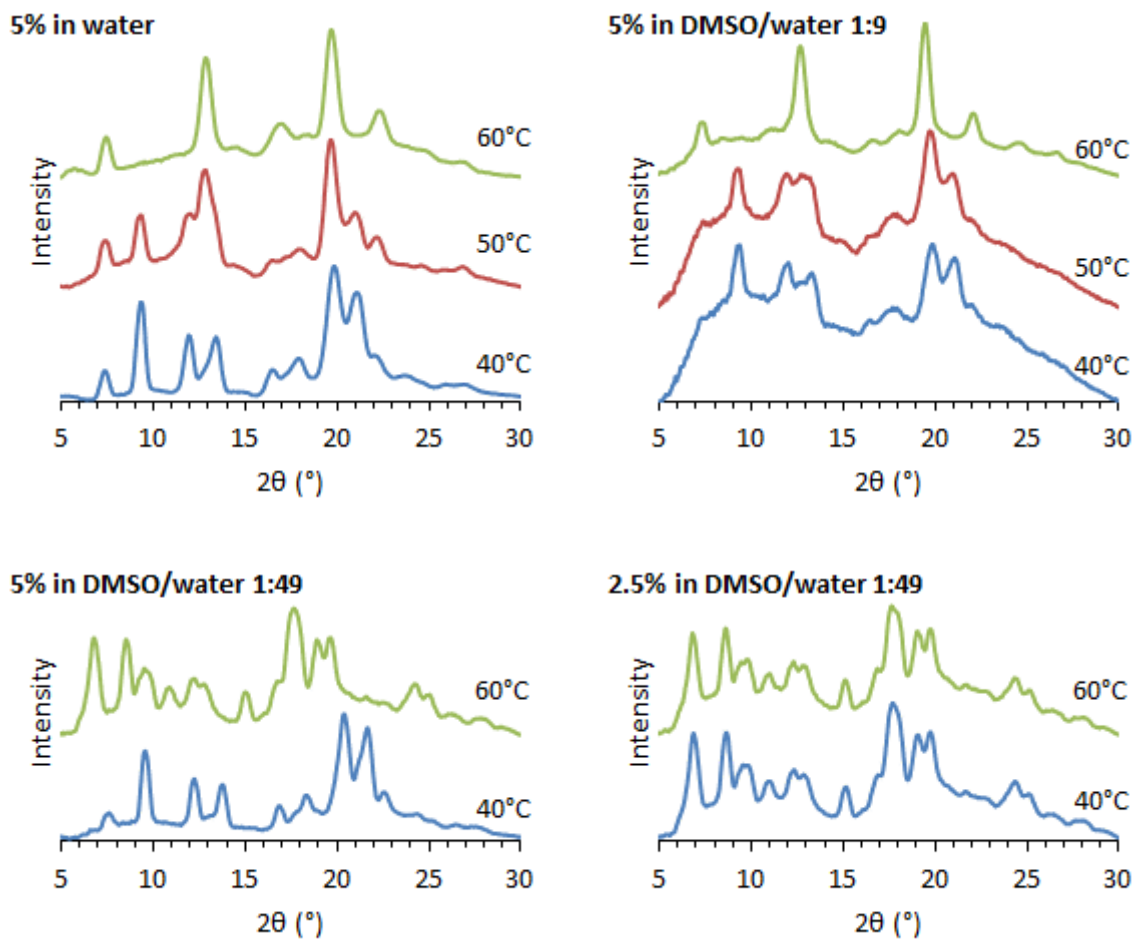 5% in water
60°C
50°C
40°C
Intensity
5 10 15 20 25 30
2θ (°)
5% in DMSO/water 1:9
60°C
50°C
40°C
Intensity
5 10 15 20 25 30
2θ (°)
5% in DMSO/water 1:49
60°C
40°C
Intensity
5 10 15 20 25 30
2θ (°)
2.5% in DMSO/water 1:49
60°C
40°C
Intensity
5 10 15 20 25 30
2θ (°)